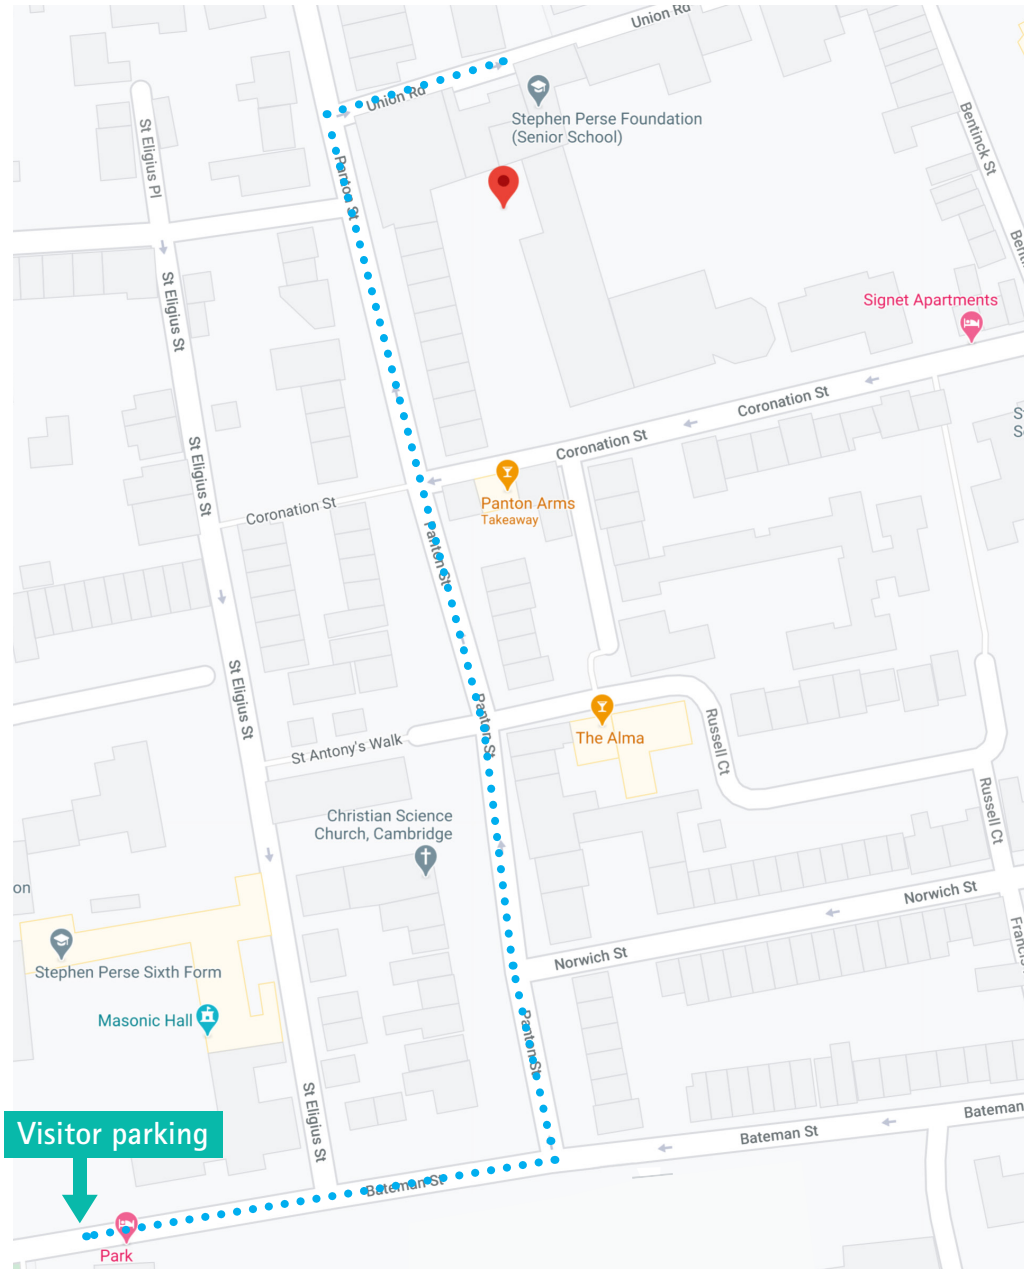 Union Rd
Union Rd
Stephen Perse Foundation
(Senior School)
Bentinck St
St Eligius Pl
Panton St
St Eligius St
Signet Apartments
Coronation St
Coronation St
Panton Arms
Takeaway
Coronation St
St Eligius St
Panton St
St Eligius St
Panton St
St Antony's Walk
The Alma
Russell Ct
Russell Ct
Christian Science
Church, Cambridge
on
Norwich St
Norwich St
Stephen Perse Sixth Form
Masonic Hall
Panton St
St Eligius St
Visitor parking
Bateman
Bateman St
Bateman St
Park